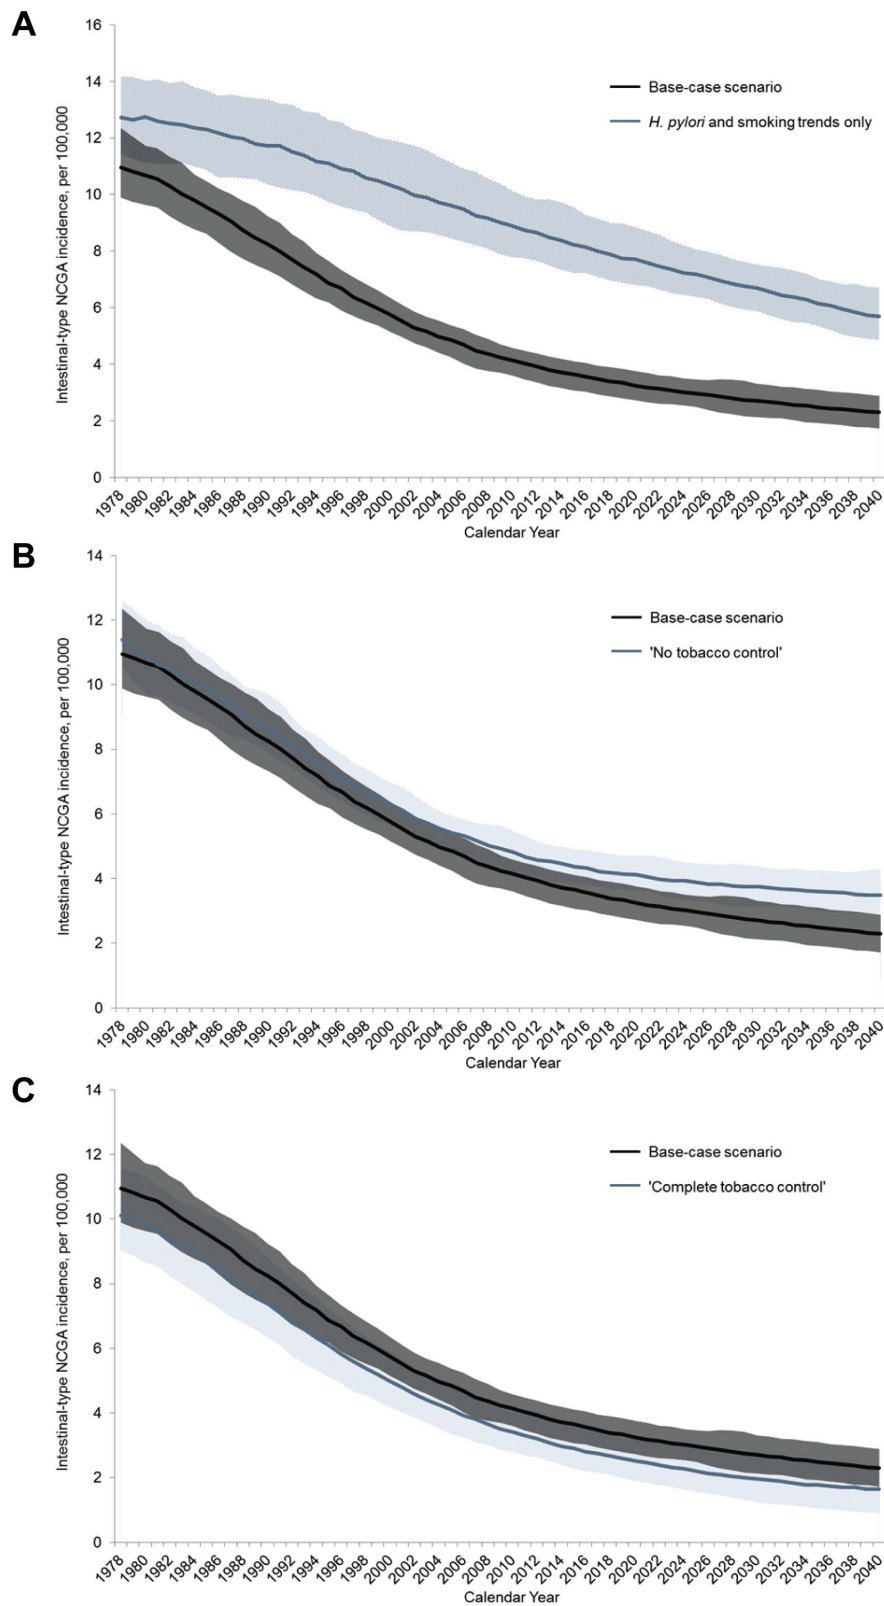 A
16
14
12
10
8
6
4
2
0
Intestinal-type NCGA incidence, per 100,000
Base-case scenario
H. pylori and smoking trends only
1978 1980 1982 1984 1986 1988 1990 1992 1994 1996 1998 2000 2002 2004 2006 2008 2010 2012 2014 2016 2018 2020 2022 2024 2026 2028 2030 2032 2034 2036 2038 2040
Calendar Year
B
14
12
10
8
6
4
2
0
Intestinal-type NCGA incidence, per 100,000
Base-case scenario
'No tobacco control'
1978 1980 1982 1984 1986 1988 1990 1992 1994 1996 1998 2000 2002 2004 2006 2008 2010 2012 2014 2016 2018 2020 2022 2024 2026 2028 2030 2032 2034 2036 2038 2040
Calendar Year
C
14
12
10
8
6
4
2
0
Intestinal-type NCGA incidence, per 100,000
Base-case scenario
'Complete tobacco control'
1978 1980 1982 1984 1986 1988 1990 1992 1994 1996 1998 2000 2002 2004 2006 2008 2010 2012 2014 2016 2018 2020 2022 2024 2026 2028 2030 2032 2034 2036 2038 2040
Calendar Year